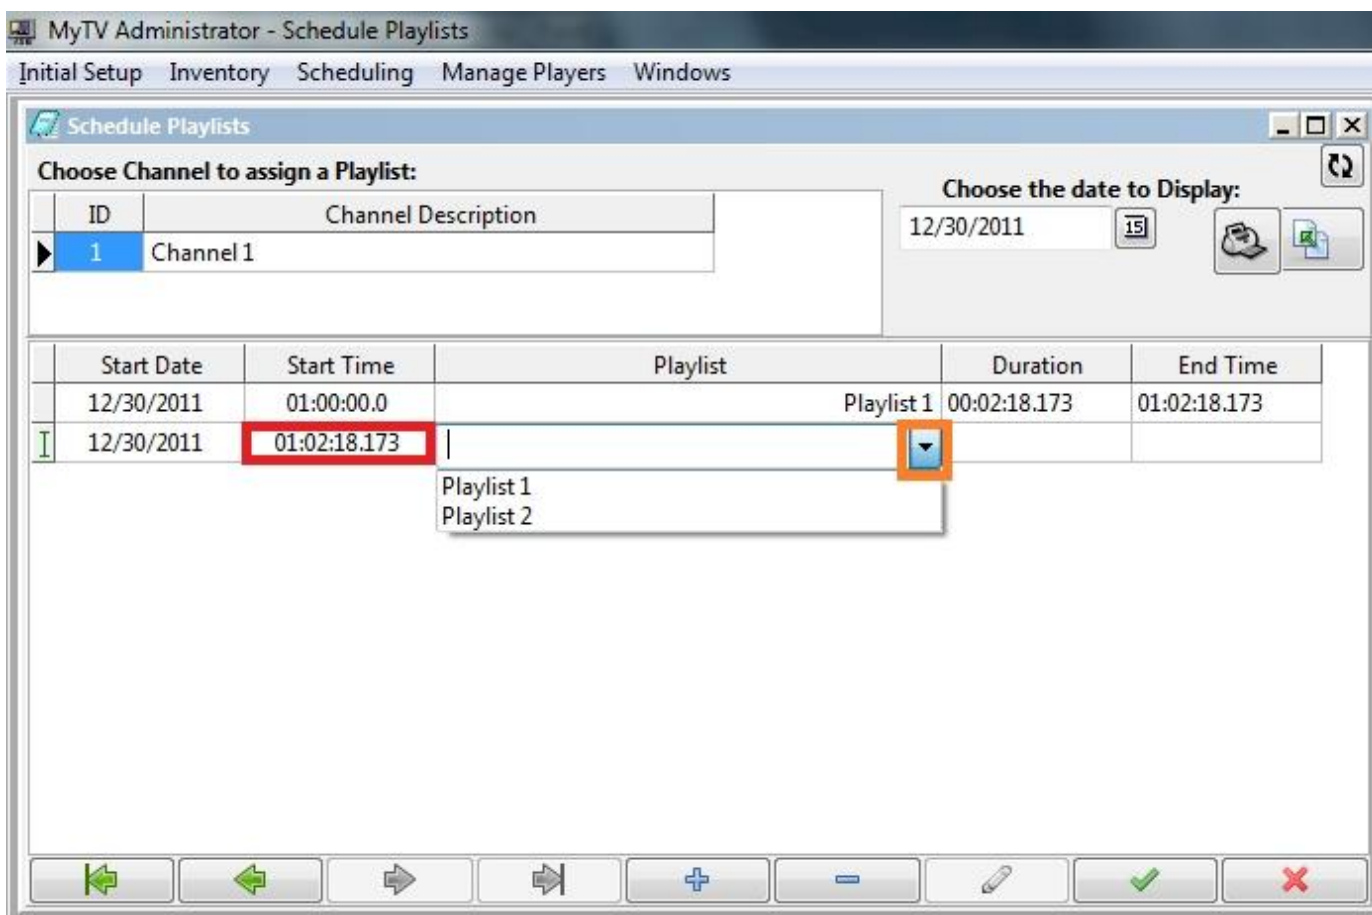 MyTV Administrator - Schedule Playlists
Initial Setup Inventory Scheduling Manage Players Windows
Schedule Playlists
Choose Channel to assign a Playlist:
Choose the date to Display:
ID Channel Description
12/30/2011 15
1 Channel 1
Start Date Start Time Playlist Duration End Time
12/30/2011 01:00:00.0 Playlist 1 00:02:18.173 01:02:18.173
12/30/2011 01:02:18.173
Playlist 1
Playlist 2